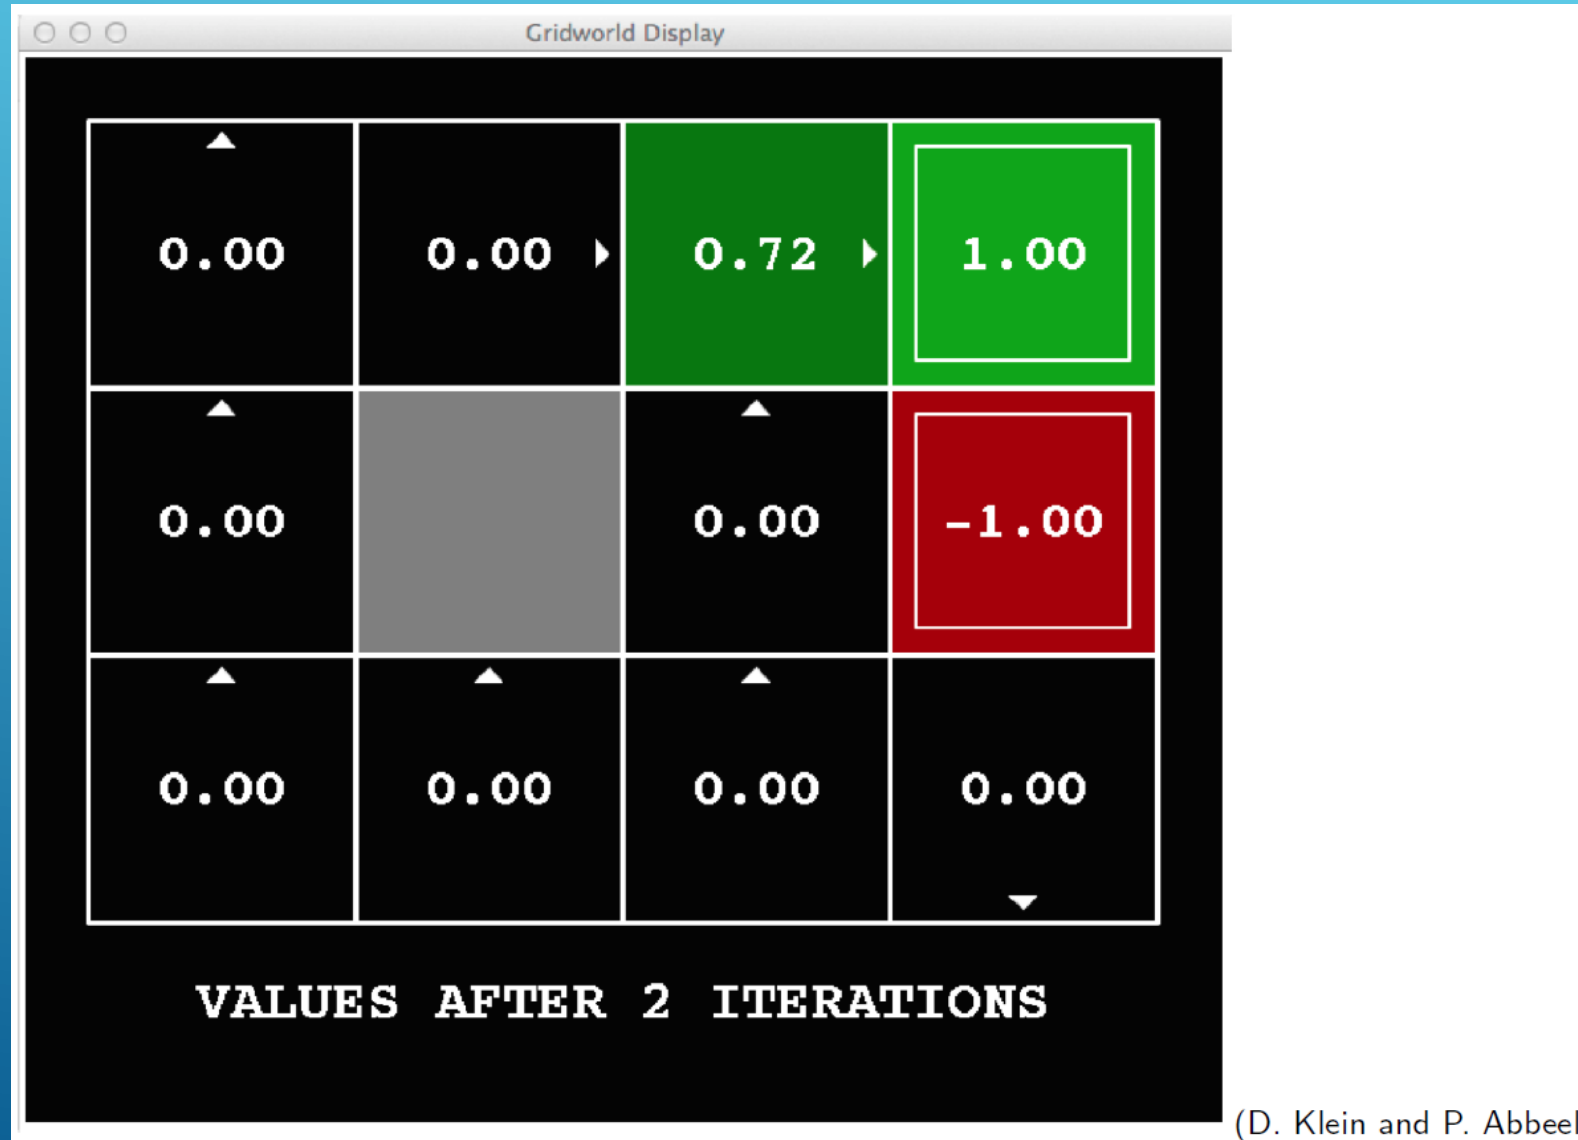 Gridworld Display
0.00 0.00 0.72 1.00
0.00 0.00 -1.00
0.00 0.00 0.00 0.00
VALUES AFTER 2 ITERATIONS
(D. Klein and P. Abbeel